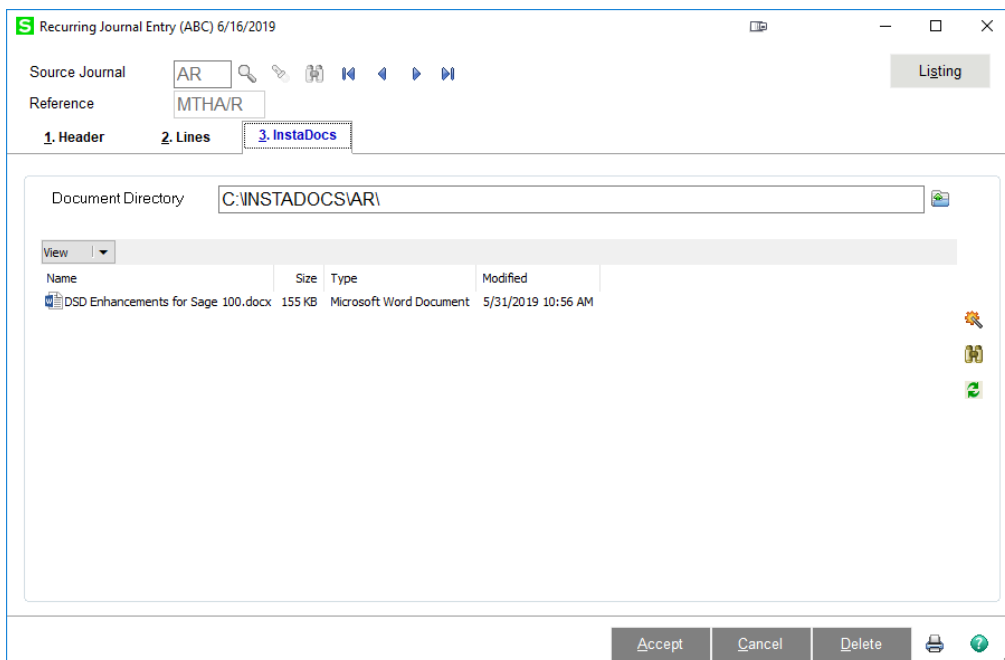 S Recurring Journal Entry (ABC) 6/16/2019
Source Journal AR Listing
Reference MTHA/R
1. Header 2. Lines 3. InstaDocs
Document Directory C:\INSTADOCS\AR\
View
Name Size Type Modified
DSD Enhancements for Sage 100.docx 155 KB Microsoft Word Document 5/31/2019 10:56 AM
Accept Cancel Delete ?